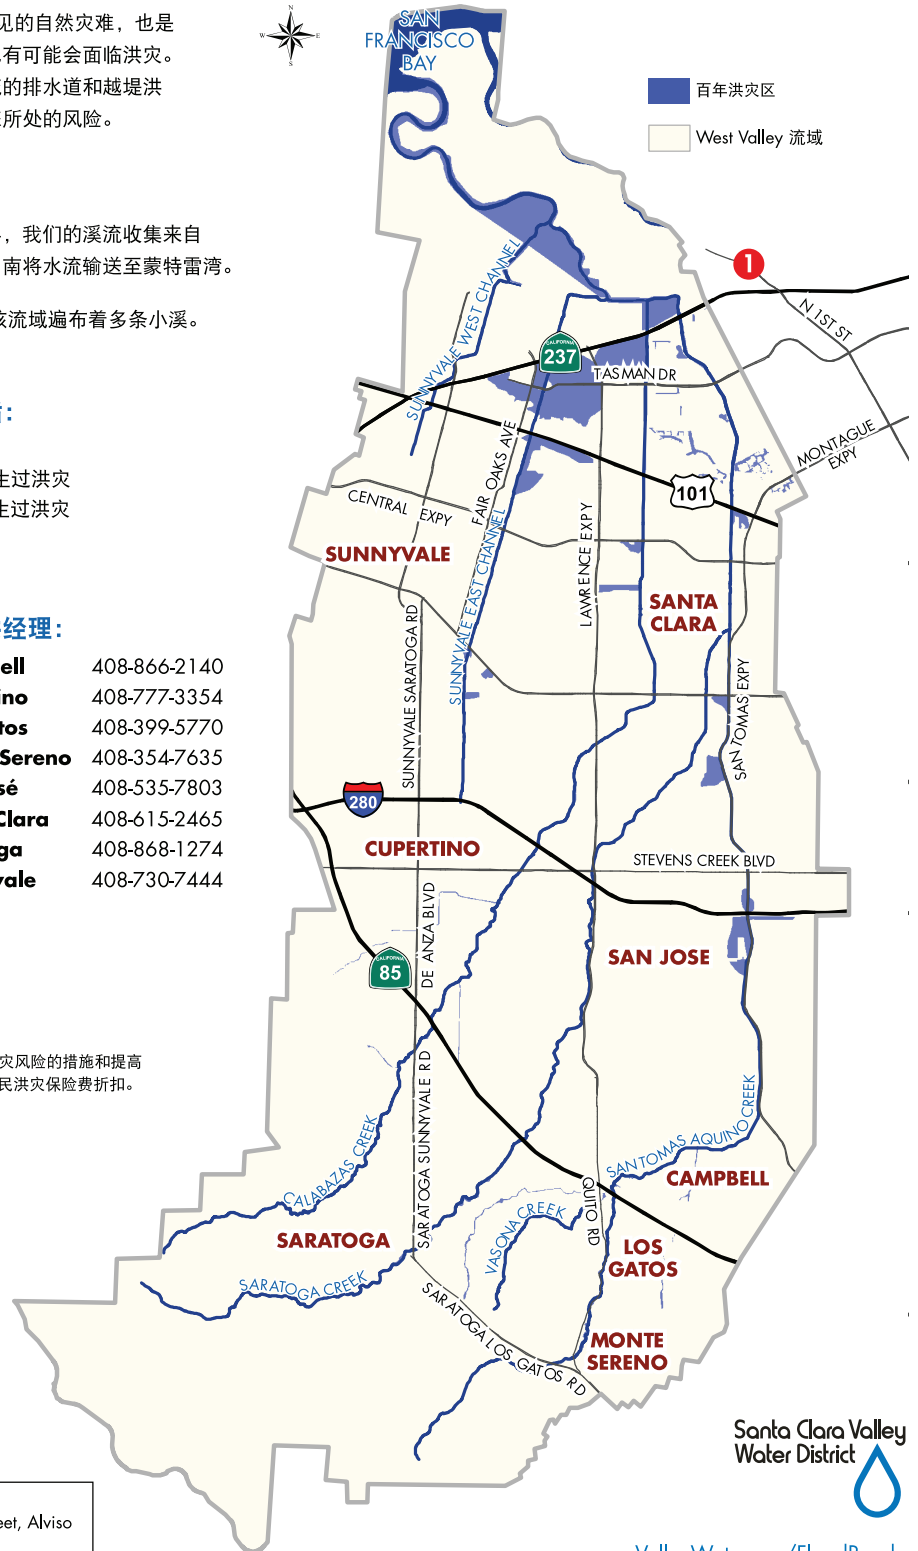 见的自然灾难，也是
有可能会面临洪灾。
的排水道和越堤洪
所处的风险。
，我们的溪流收集来自
南将水流输送至蒙特雷湾。
该流域遍布着多条小溪。
：
生过洪灾
生过洪灾
经理：
ell 408-866-2140
ino 408-777-3354
tos 408-399-5770
Sereno 408-354-7635
sé 408-535-7803
Clara 408-615-2465
ga 408-868-1274
vale 408-730-7444
灾风险的措施和提高
民洪灾保险费折扣。
eet, Alviso
N
W E
S
SAN
FRANCISCO
BAY
百年洪灾区
West Valley 流域
1
N 1ST ST
SUNNYVALE WEST CHANNEL
CALIFORNIA
237
TASMAN DR
MONTAGUE
EXPY
101
FAIR OAKS AVE
CENTRAL EXPY
SUNNYVALE
SUNNYVALE EAST CHANNEL
LAWRENCE EXPY
SANTA
CLARA
SUNNYVALE SARATOGA RD
SAN TOMAS EXPY
280
CUPERTINO
STEVENS CREEK BLVD
DE ANZA BLVD
SAN JOSE
CALIFORNIA
85
SARATOGA SUNNYVALE RD
CALABAZAS CREEK
SAN TOMAS AQUINO CREEK
CAMPBELL
QUITO RD
VASONA CREEK
SARATOGA
LOS
GATOS
SARATOGA CREEK
SARATOGA LOS GATOS RD
MONTE
SERENO
Santa Clara Valley
Water District